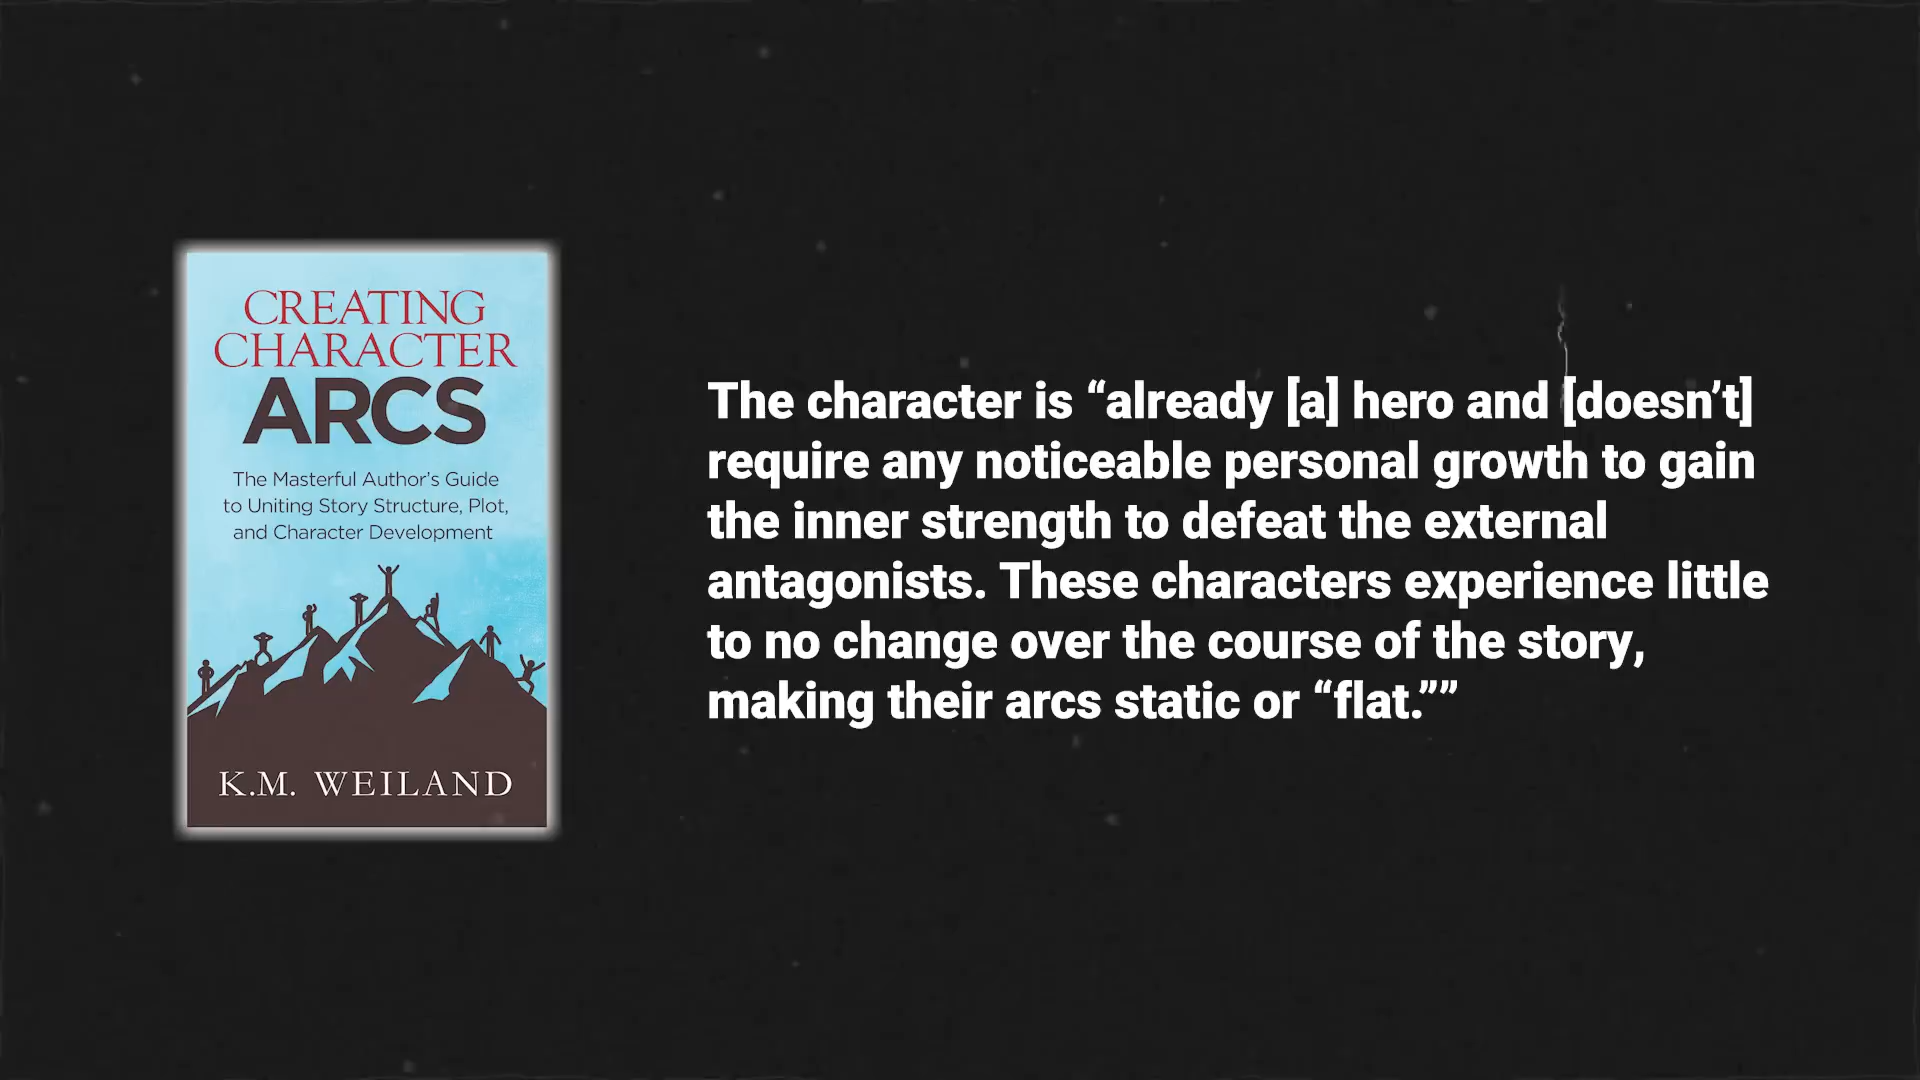 CREATING
CHARACTER
ARCS
The Masterful Author’s Guide
to Uniting Story Structure, Plot,
and Character Development
K.M. WEILAND
The character is “already [a] hero and [doesn’t]
require any noticeable personal growth to gain
the inner strength to defeat the external
antagonists. These characters experience little
to no change over the course of the story,
making their arcs static or “flat.””